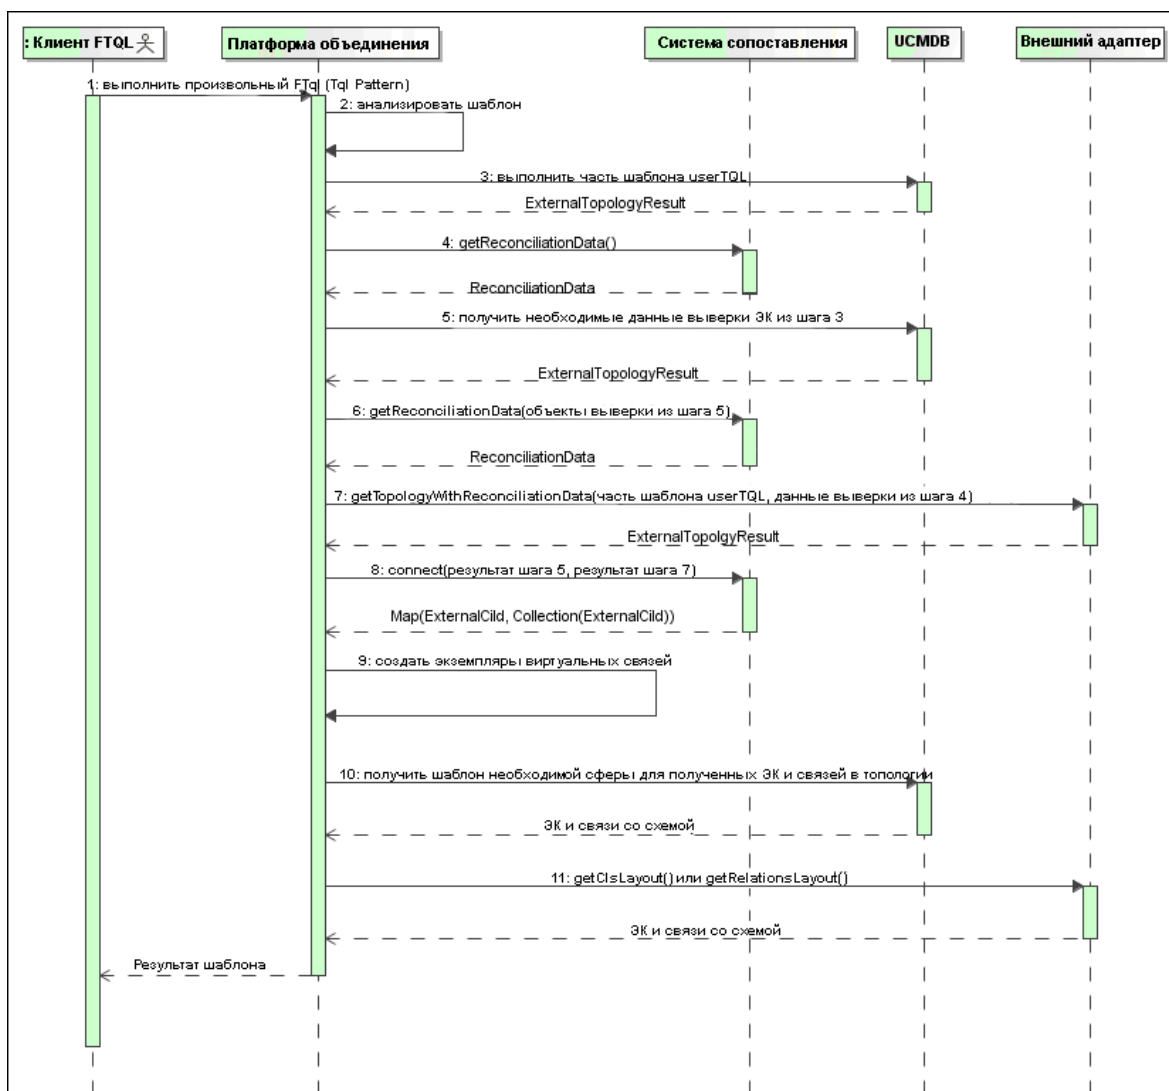 : Клиент FTQL
Платформа объединения
Система сопоставления
UCMDB
Внешний адаптер
1: выполнить произвольный FTql (Tql Pattern)
2: анализировать шаблон
3: выполнить часть шаблона userTQL
ExternalTopologyResult
4: getReconciliationData()
ReconciliationData
5: получить необходимые данные выверки ЭК из шага 3
ExternalTopologyResult
6: getReconciliationData(объекты выверки из шага 5)
ReconciliationData
7: getTopologyWithReconciliationData(часть шаблона userTQL, данные выверки из шага 4)
ExternalTopolgyResult
8: connect(результат шага 5, результат шага 7)
Map(ExternalCiId, Collection(ExternalCiId))
9: создать экземпляры виртуальных связей
10: получить шаблон необходимой сферы для полученных ЭК и связей в топологии
ЭК и связи со схемой
11: getCIsLayout() или getRelationsLayout()
ЭК и связи со схемой
Результат шаблона